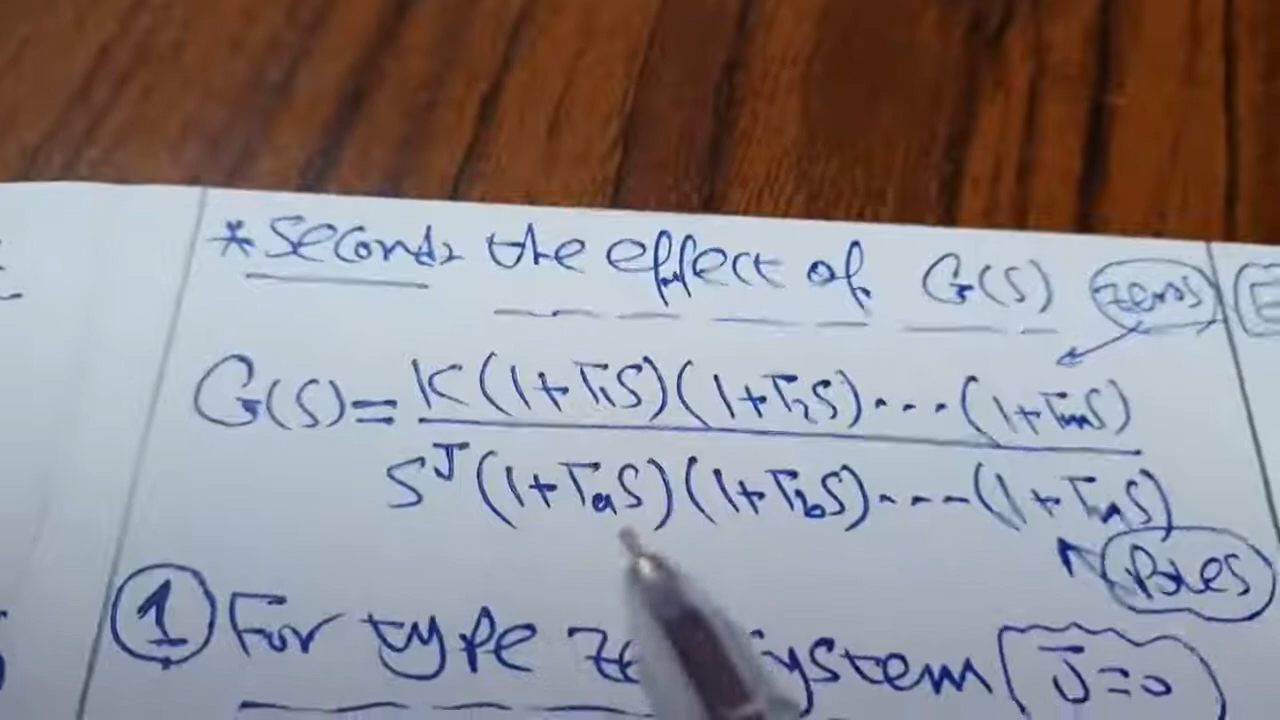 * Second, the effect of G(S) zeros
G(S) = K(1+T1S)(1+T2S)...(1+TmS)
S^J(1+TaS)(1+TbS)---(1+TnS)
Poles
1 For type system (J=0